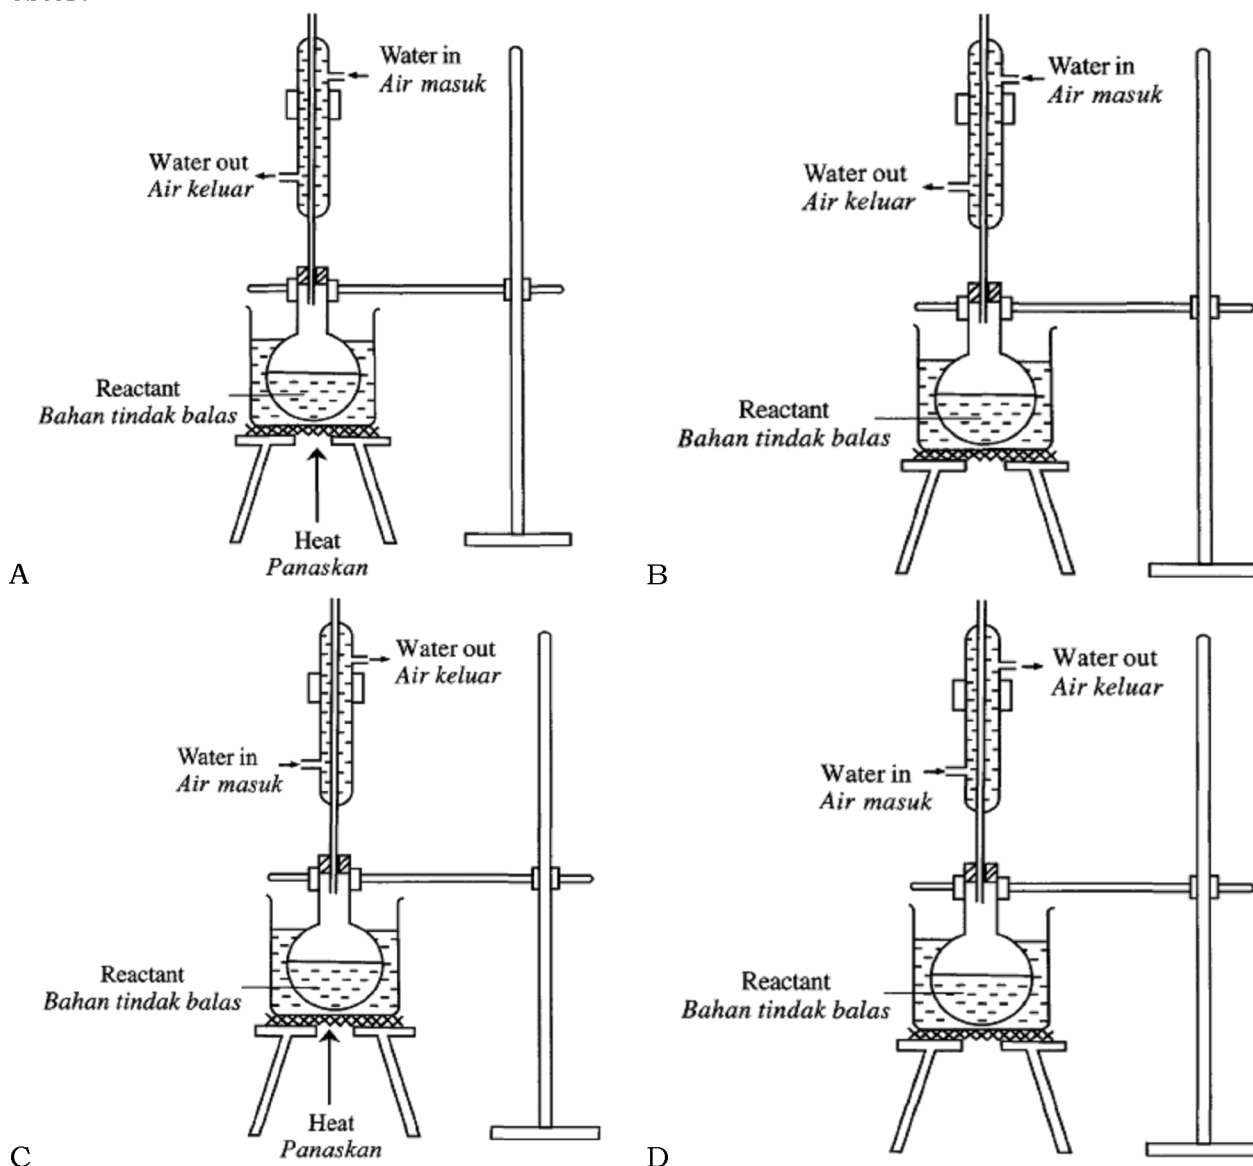 Water in
Air masuk
Water out
Air keluar
Reactant
Bahan tindak balas
Heat
Panaskan
A
Water in
Air masuk
Water out
Air keluar
Reactant
Bahan tindak balas
B
Water out
Air keluar
Water in
Air masuk
Reactant
Bahan tindak balas
Heat
Panaskan
C
Water out
Air keluar
Water in
Air masuk
Reactant
Bahan tindak balas
D